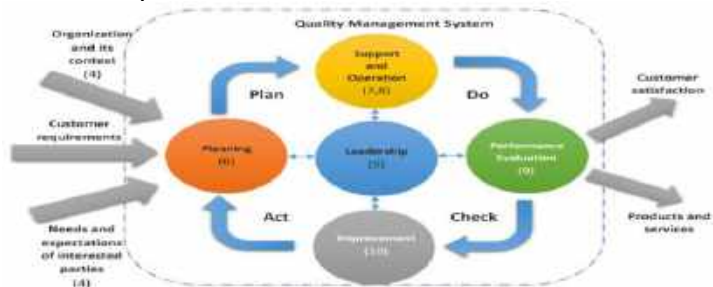 Quality Management System
Organization
and its
context
(4)
Support
and
Operation
(7,8)
Plan
Do
Customer
satisfaction
Customer
requirements
Planning
(6)
Leadership
(5)
Performance
Evaluation
(9)
Act
Check
Needs and
expectations
of interested
parties
(4)
Improvement
(10)
Products and
services